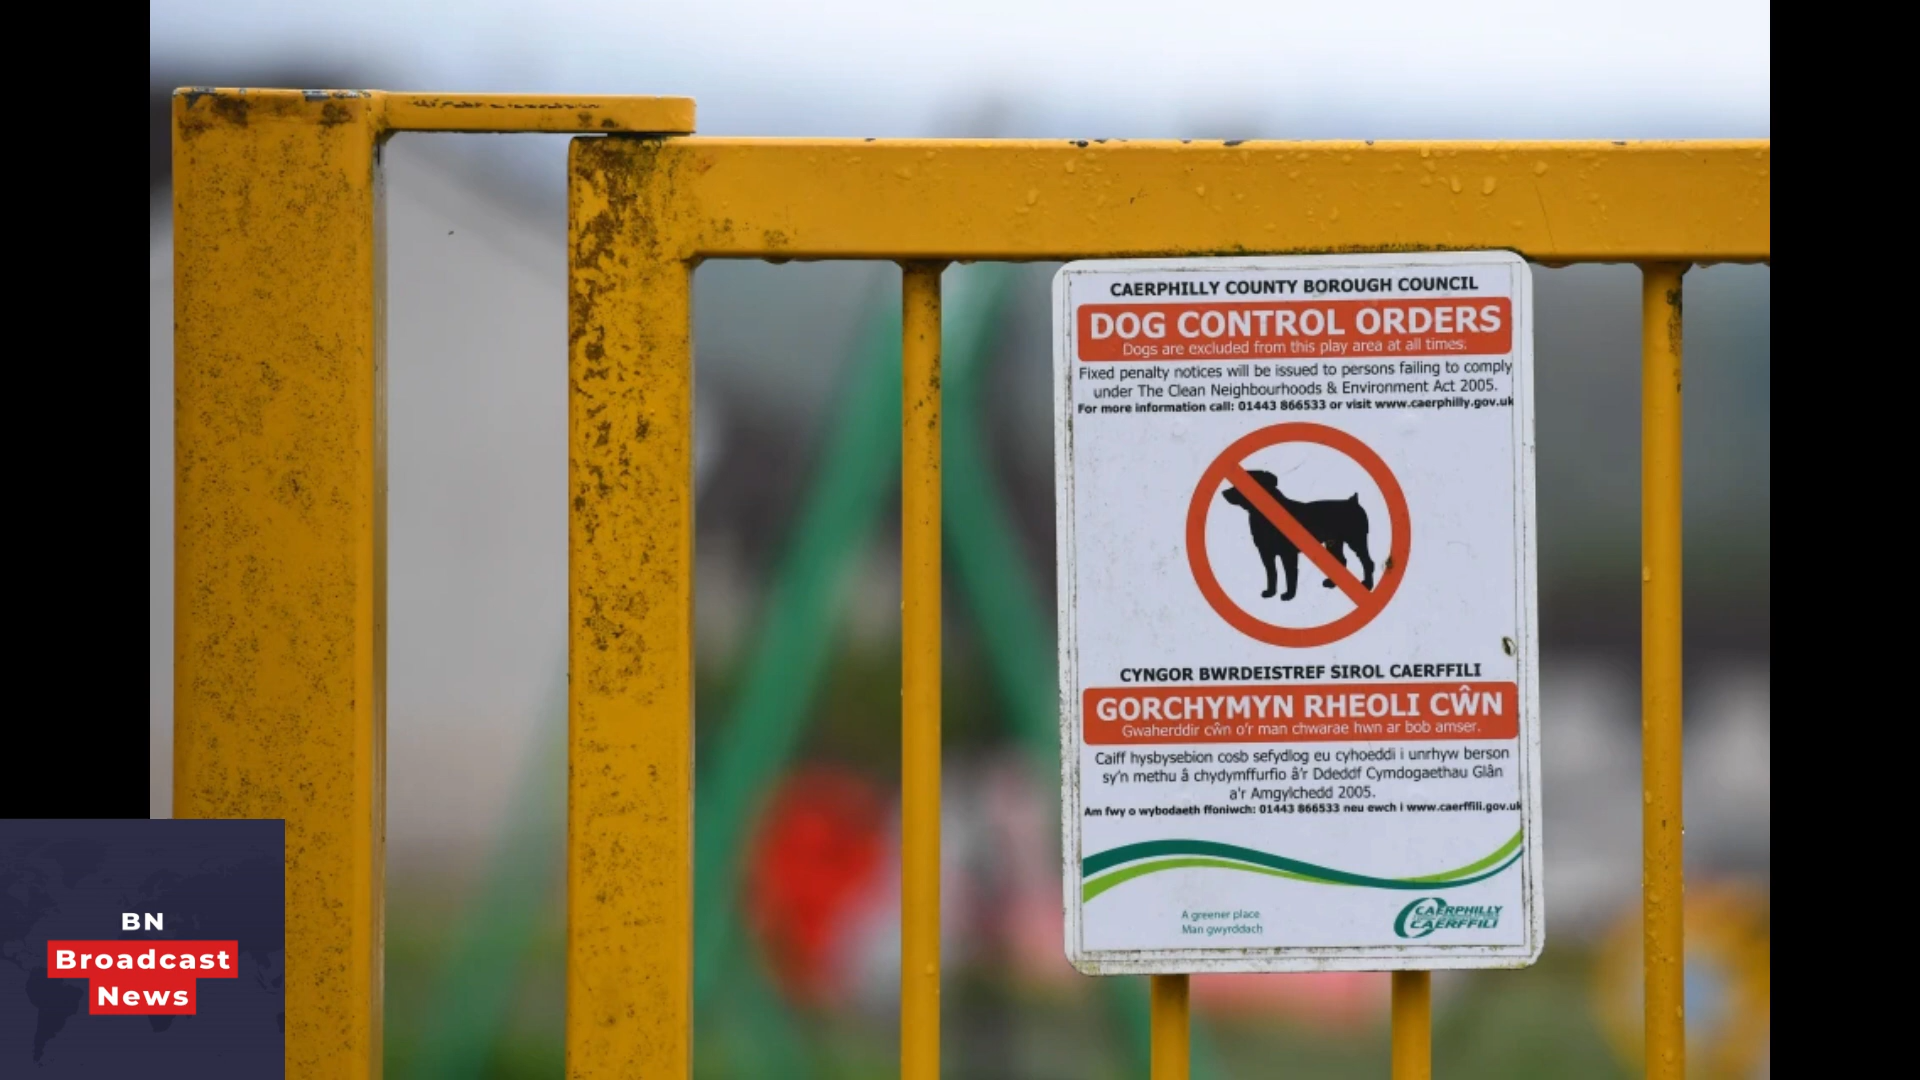 CAERPHILLY COUNTY BOROUGH COUNCIL
DOG CONTROL ORDERS
Dogs are excluded from this play area at all times.
Fixed penalty notices will be issued to persons failing to comply
under The Clean Neighbourhoods & Environment Act 2005.
For more information call: 01443 866533 or visit www.caerphilly.gov.uk
CYNGOR BWRDEISTREF SIROL CAERFFILI
GORCHYMYN RHEOLI CŴN
Gwaherddir cŵn o'r man chwarae hwn ar bob amser.
Caiff hysbysebion cosb sefydlog eu cyhoeddi i unrhyw berson
sy'n methu â chydymffurfio â'r Ddeddf Cymdogaethau Glân
a'r Amgylchedd 2005.
Am fwy o wybodaeth ffoniwch: 01443 866533 neu ewch i www.caerffili.gov.uk
A greener place
Man gwyrddach
CAERPHILLY
CAERFFILI
BN
Broadcast
News